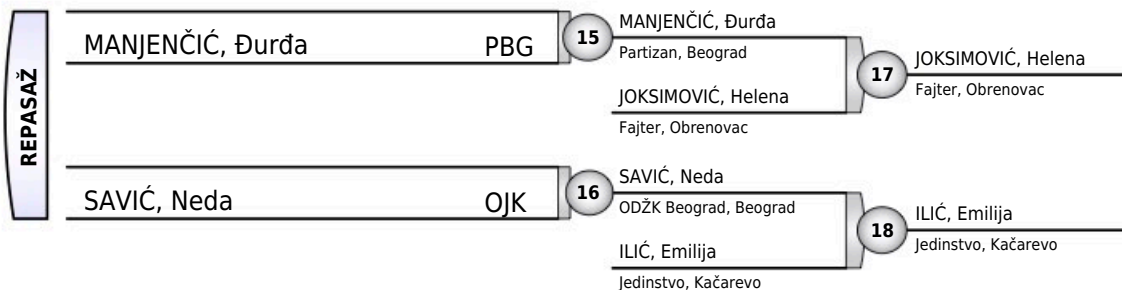 REPASAŽ
MANJENČIĆ, Đurđa PBG
15
MANJENČIĆ, Đurđa
Partizan, Beograd
JOKSIMOVIĆ, Helena
Fajter, Obrenovac
17
JOKSIMOVIĆ, Helena
Fajter, Obrenovac
SAVIĆ, Neda OJK
16
SAVIĆ, Neda
ODŽK Beograd, Beograd
ILIĆ, Emilija
Jedinstvo, Kačarevo
18
ILIĆ, Emilija
Jedinstvo, Kačarevo